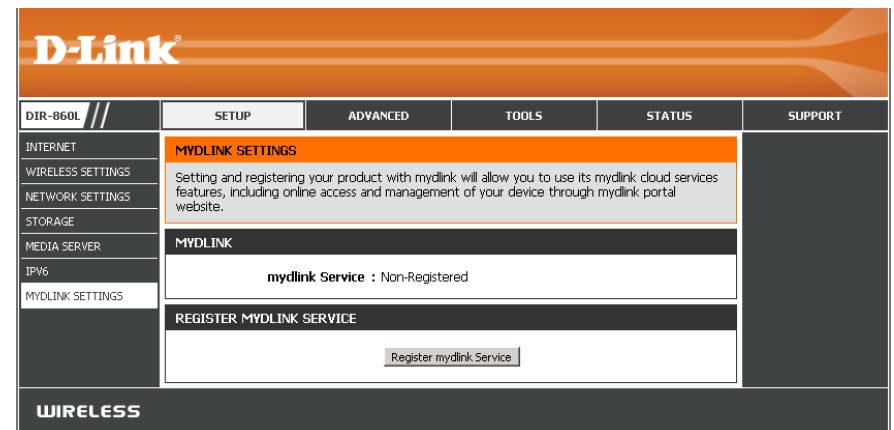 D-Link®
DIR-860L
SETUP
ADVANCED
TOOLS
STATUS
SUPPORT
INTERNET
WIRELESS SETTINGS
NETWORK SETTINGS
STORAGE
MEDIA SERVER
IPV6
MYDLINK SETTINGS
MYDLINK SETTINGS
Setting and registering your product with mydlink will allow you to use its mydlink cloud services
features, including online access and management of your device through mydlink portal
website.
MYDLINK
mydlink Service : Non-Registered
REGISTER MYDLINK SERVICE
Register mydlink Service
WIRELESS